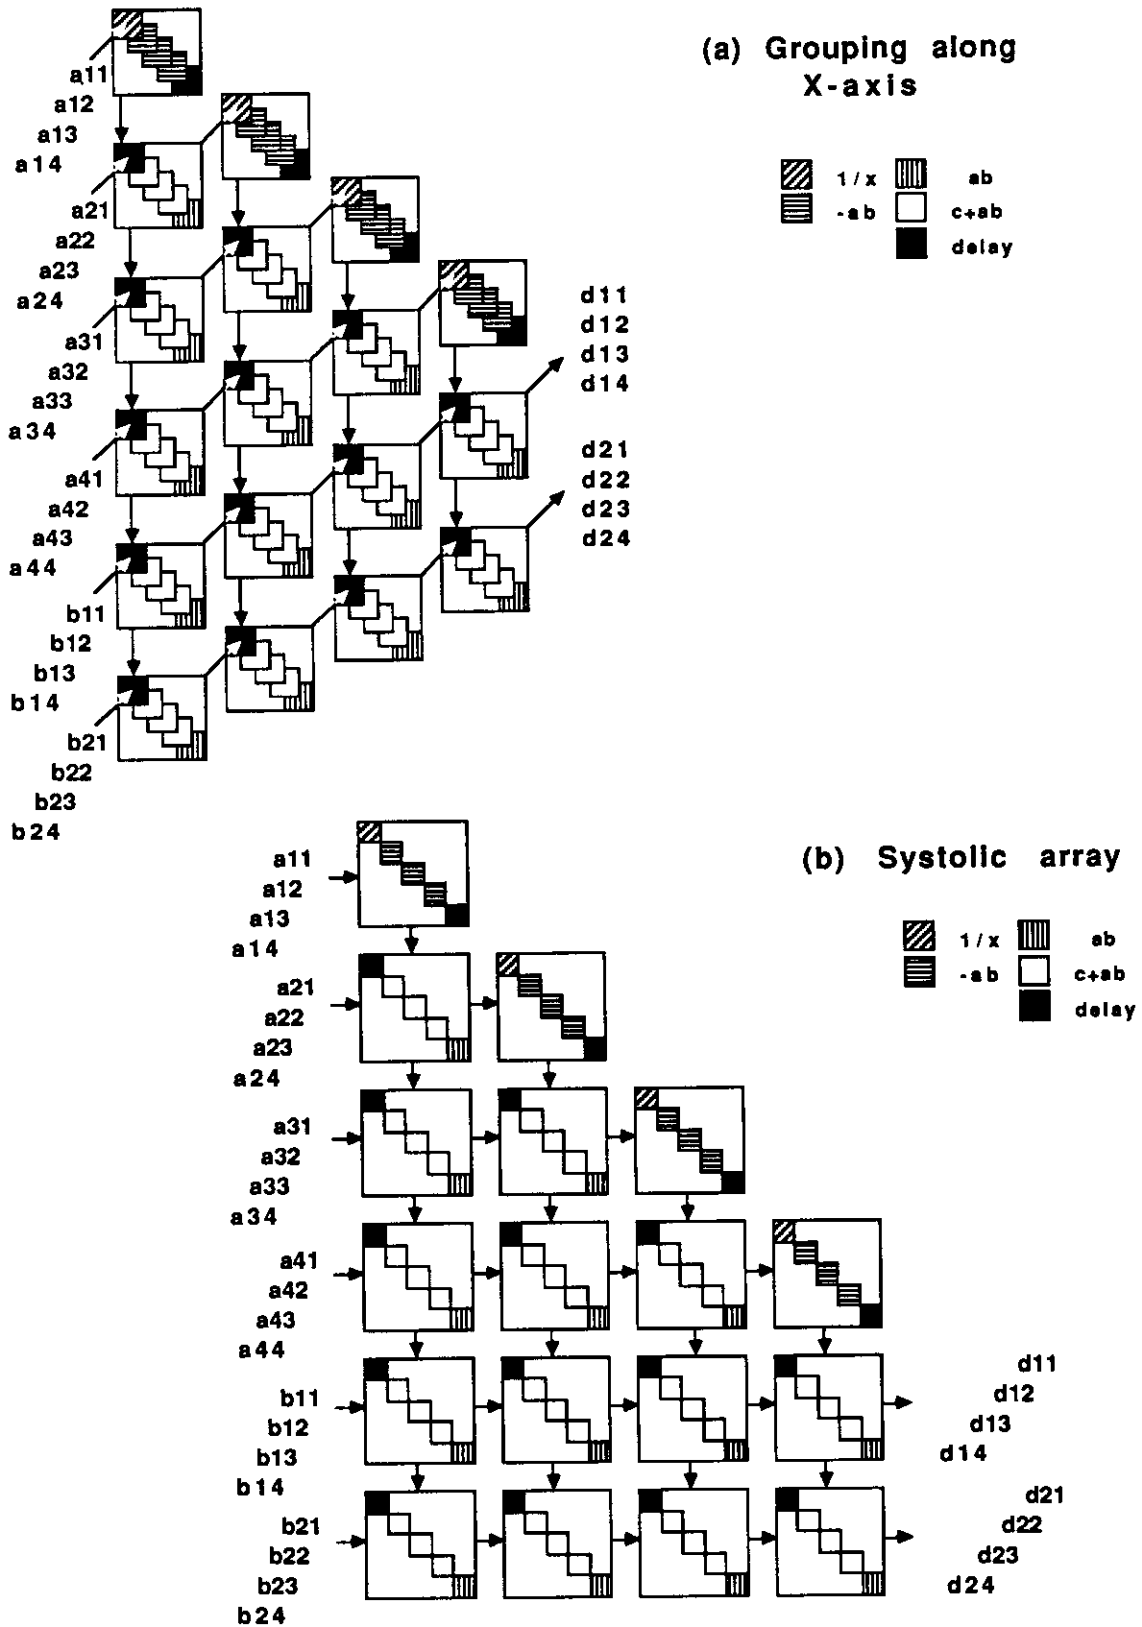 (a) Grouping along
X-axis
1/x ab
-ab c+ab
delay
a11
a12
a13
a14
a21
a22
a23
a24
a31
a32
a33
a34
a41
a42
a43
a44
b11
b12
b13
b14
b21
b22
b23
b24
d11
d12
d13
d14
d21
d22
d23
d24
(b) Systolic array
1/x ab
-ab c+ab
delay
a11
a12
a13
a14
a21
a22
a23
a24
a31
a32
a33
a34
a41
a42
a43
a44
b11
b12
b13
b14
b21
b22
b23
b24
d11
d12
d13
d14
d21
d22
d23
d24